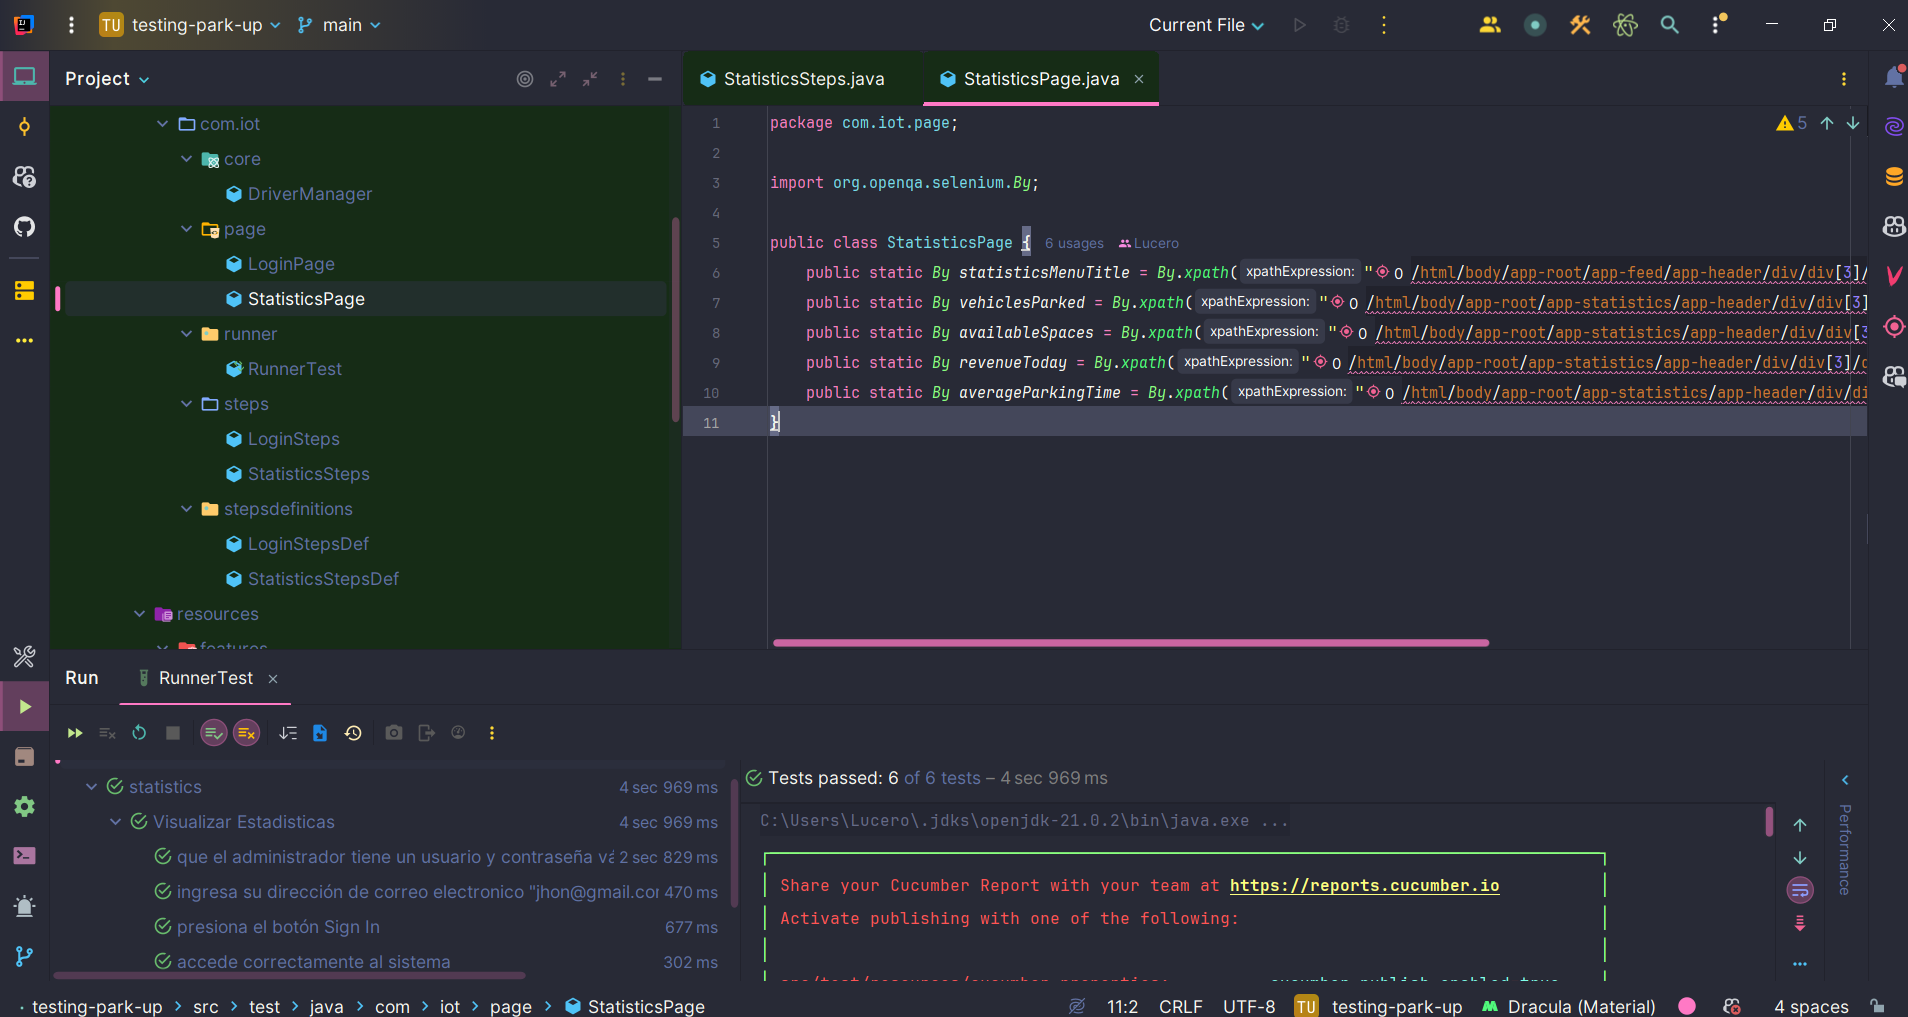 TU testing-park-up main Current File
Project
com.iot
core
DriverManager
page
LoginPage
StatisticsPage
runner
RunnerTest
steps
LoginSteps
StatisticsSteps
stepsdefinitions
LoginStepsDef
StatisticsStepsDef
resources
features
StatisticsSteps.java StatisticsPage.java
5
1 package com.iot.page;
2
3 import org.openqa.selenium.By;
4
5 public class StatisticsPage { 6 usages Lucero
6 public static By statisticsMenuTitle = By.xpath( xpathExpression: " 0 /html/body/app-root/app-feed/app-header/div/div[3]/
7 public static By vehiclesParked = By.xpath( xpathExpression: " 0 /html/body/app-root/app-statistics/app-header/div/div[3]
8 public static By availableSpaces = By.xpath( xpathExpression: " 0 /html/body/app-root/app-statistics/app-header/div/div[3
9 public static By revenueToday = By.xpath( xpathExpression: " 0 /html/body/app-root/app-statistics/app-header/div/div[3]/
10 public static By averageParkingTime = By.xpath( xpathExpression: " 0 /html/body/app-root/app-statistics/app-header/div/di
11 }
Run RunnerTest
statistics 4 sec 969 ms
Visualizar Estadisticas 4 sec 969 ms
que el administrador tiene un usuario y contraseña vá 2 sec 829 ms
ingresa su dirección de correo electronico "jhon@gmail.cor 470 ms
presiona el botón Sign In 677 ms
accede correctamente al sistema 302 ms
Tests passed: 6 of 6 tests – 4 sec 969 ms
C:\Users\Lucero\.jdks\openjdk-21.0.2\bin\java.exe ...
Share your Cucumber Report with your team at https://reports.cucumber.io
Activate publishing with one of the following:
src/test/resources/cucumber.properties: cucumber.publish.enabled=true
Performance
testing-park-up > src > test > java > com > iot > page > StatisticsPage 11:2 CRLF UTF-8 TU testing-park-up Dracula (Material) 4 spaces